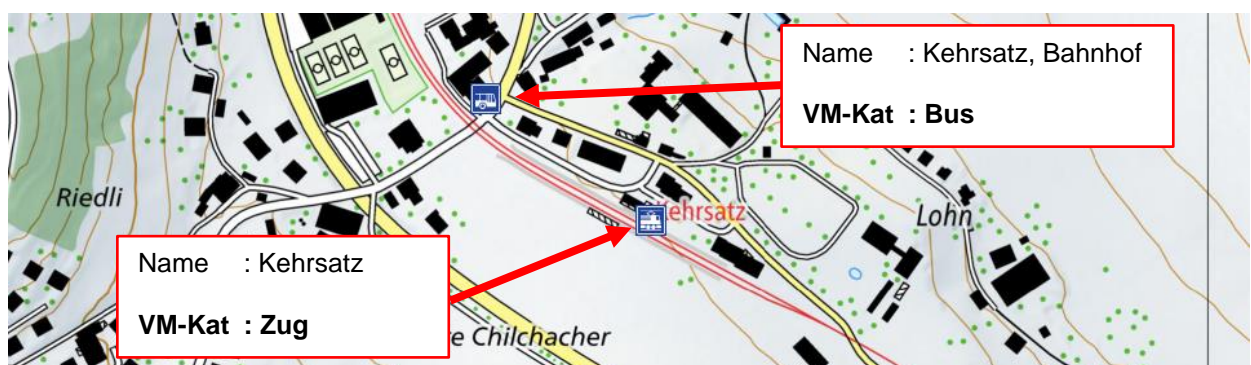 Name : Kehrsatz, Bahnhof
VM-Kat : Bus
Riedli
Kehrsatz
Lohn
Name : Kehrsatz
VM-Kat : Zug
e Chilchacher